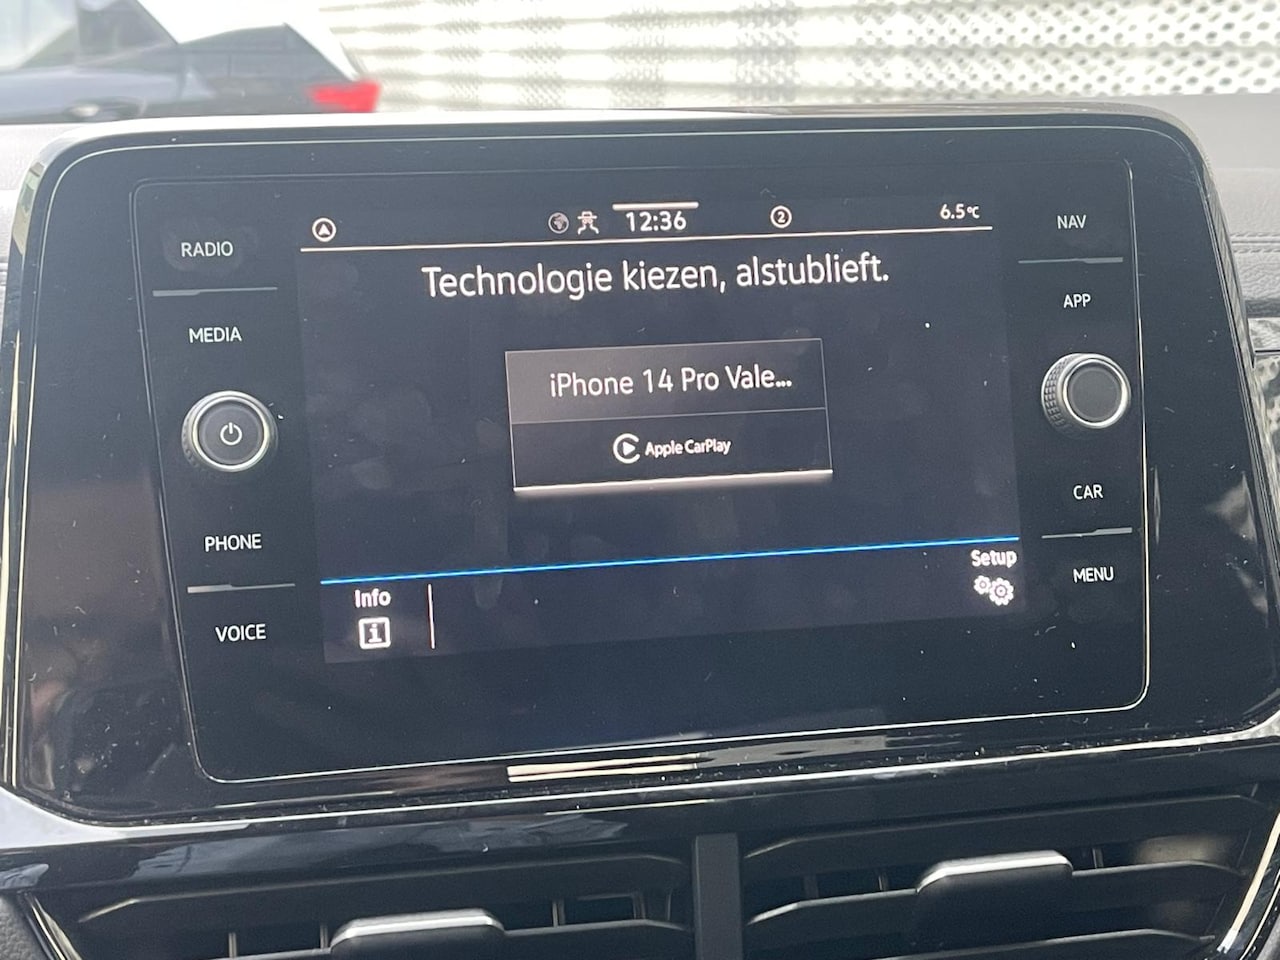 12:36
2
6.5°C
RADIO
MEDIA
PHONE
VOICE
Technologie kiezen, alstublieft.
iPhone 14 Pro Vale...
Apple CarPlay
Info
i
Setup
NAV
APP
CAR
MENU